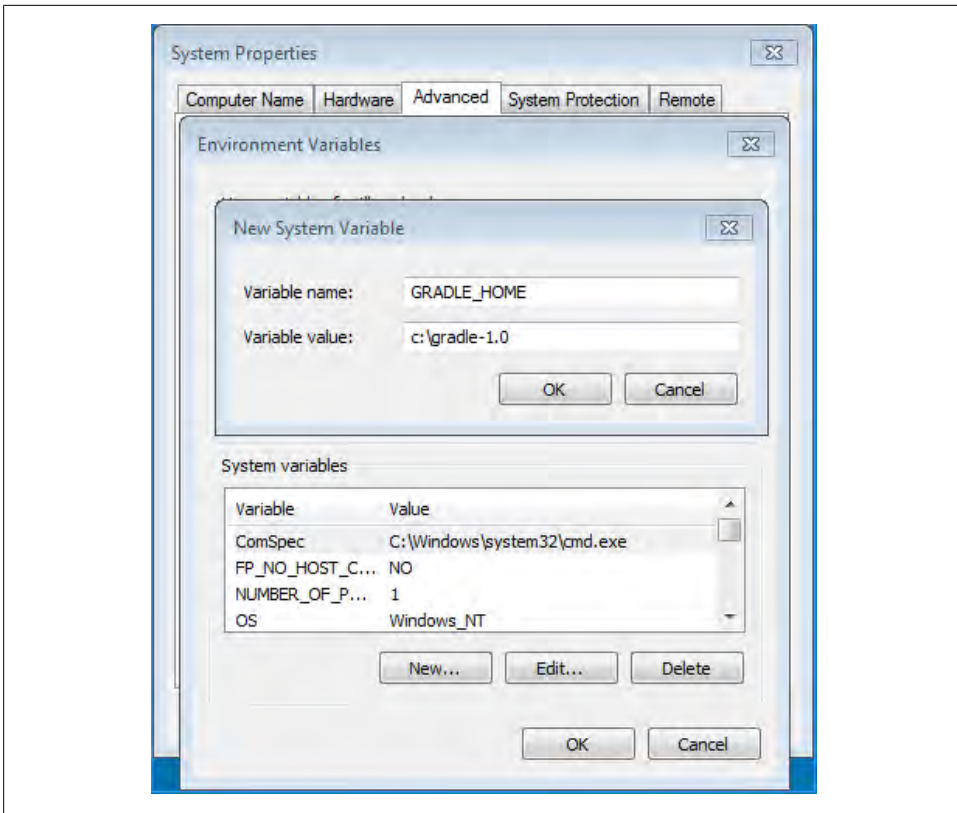 System Properties
Computer Name Hardware Advanced System Protection Remote
Environment Variables
New System Variable
Variable name: GRADLE_HOME
Variable value: c:\gradle-1.0
OK Cancel
System variables
Variable Value
ComSpec C:\Windows\system32\cmd.exe
FP_NO_HOST_C... NO
NUMBER_OF_P... 1
OS Windows_NT
New... Edit... Delete
OK Cancel